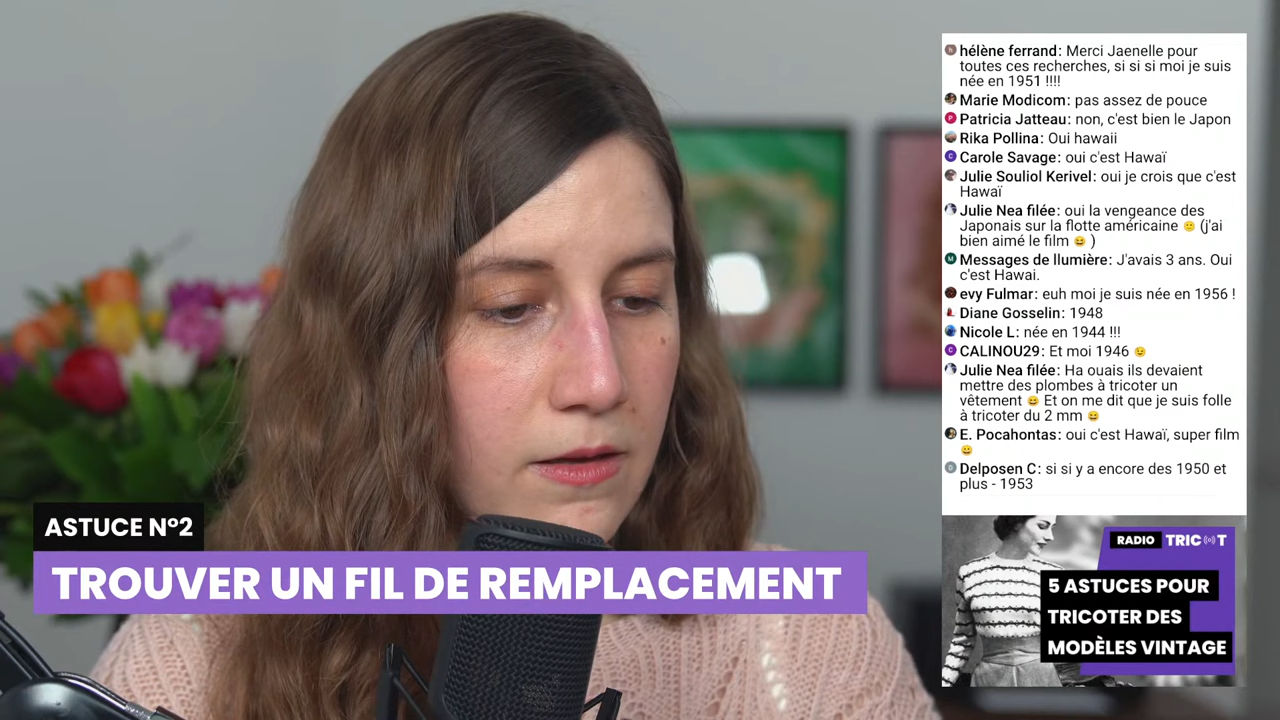 hélène ferrand: Merci Jaenelle pour
toutes ces recherches, si si si moi je suis
née en 1951 !!!!
Marie Modicom: pas assez de pouce
Patricia Jatteau: non, c'est bien le Japon
Rika Pollina: Oui hawaii
Carole Savage: oui c'est Hawaï
Julie Souliol Kerivel: oui je crois que c'est
Hawaï
Julie Nea filée: oui la vengeance des
Japonais sur la flotte américaine 🙂 (j'ai
bien aimé le film 😄 )
Messages de llumière: J'avais 3 ans. Oui
c'est Hawai.
evy Fulmar: euh moi je suis née en 1956 !
Diane Gosselin: 1948
Nicole L: née en 1944 !!!
CALINOU29: Et moi 1946 😉
Julie Nea filée: Ha ouais ils devaient
mettre des plombes à tricoter un
vêtement 😄 Et on me dit que je suis folle
à tricoter du 2 mm 😄
E. Pocahontas: oui c'est Hawaï, super film
😀
Delposen C: si si y a encore des 1950 et
plus - 1953
ASTUCE N°2
TROUVER UN FIL DE REMPLACEMENT
RADIO TRICOT
5 ASTUCES POUR
TRICOTER DES
MODÈLES VINTAGE